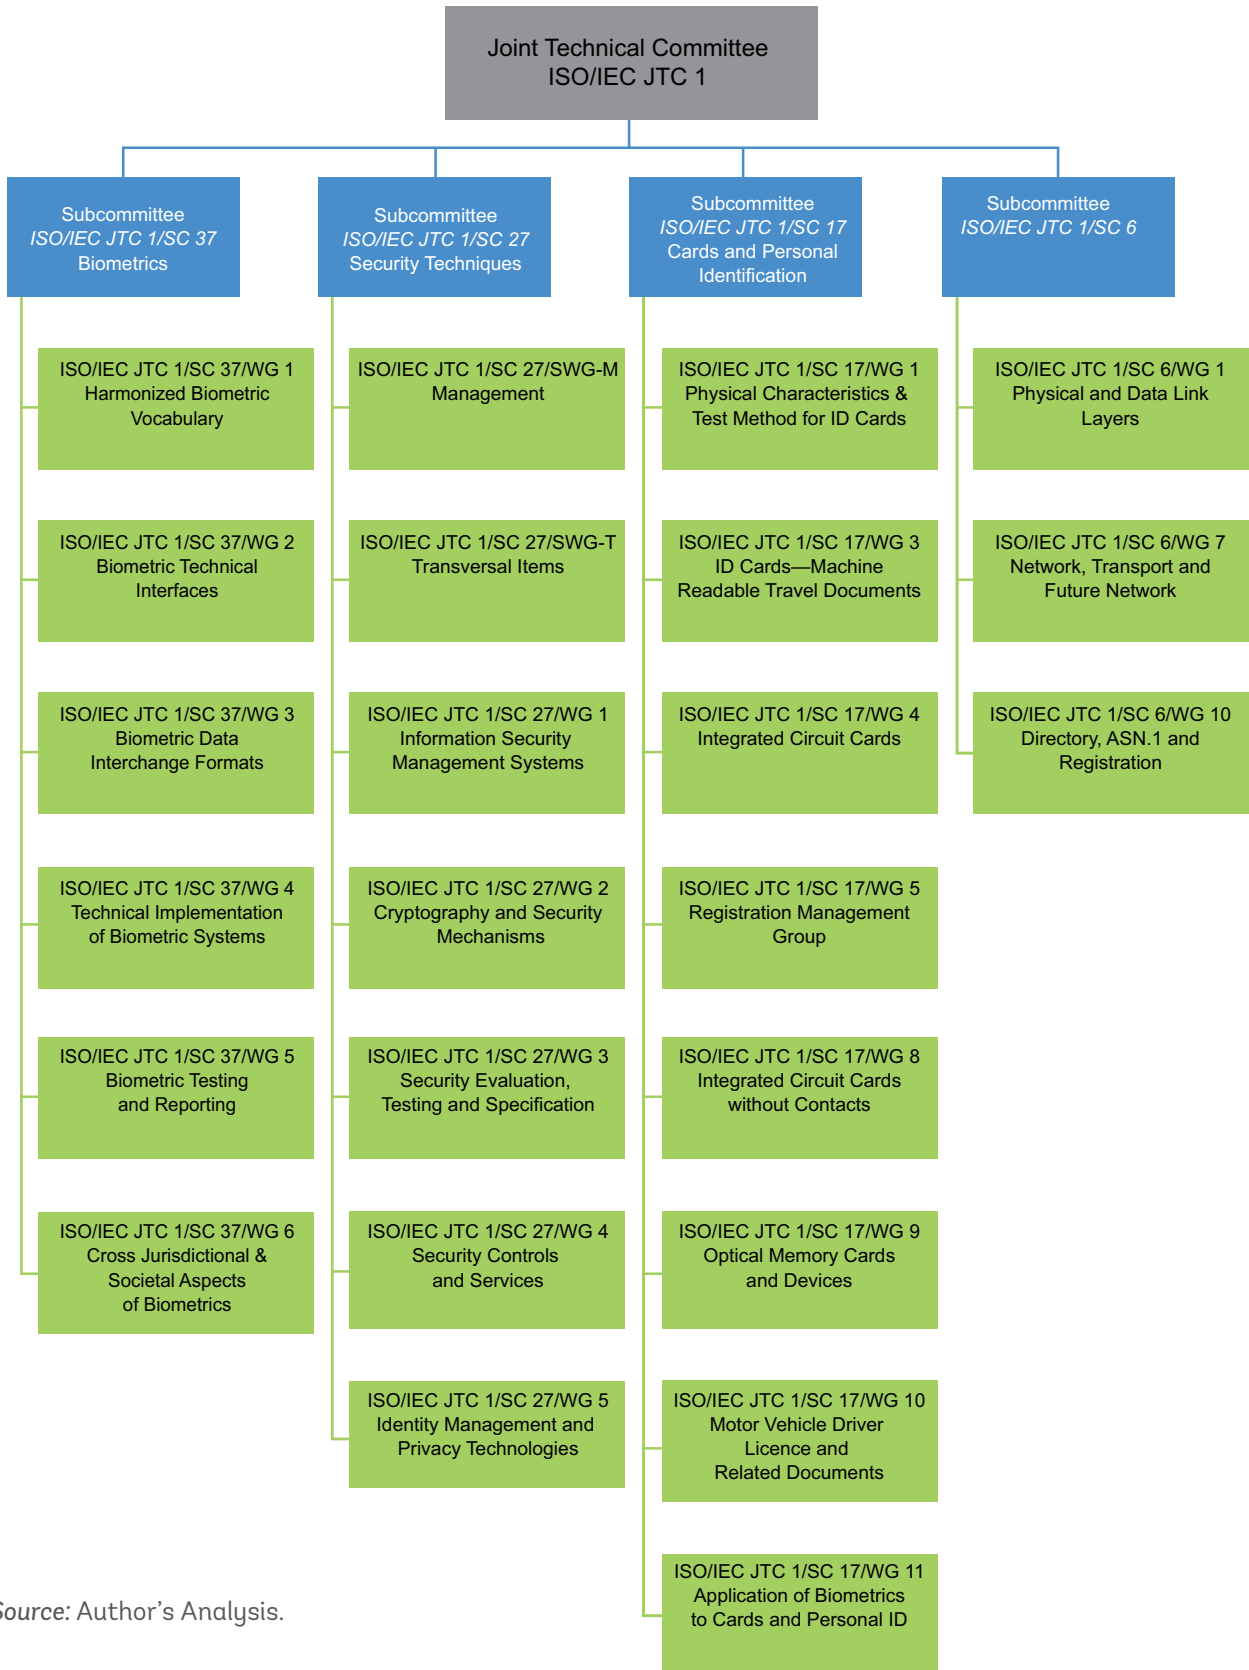 Joint Technical Committee
ISO/IEC JTC 1
Subcommittee
ISO/IEC JTC 1/SC 37
Biometrics
ISO/IEC JTC 1/SC 37/WG 1
Harmonized Biometric
Vocabulary
ISO/IEC JTC 1/SC 37/WG 2
Biometric Technical
Interfaces
ISO/IEC JTC 1/SC 37/WG 3
Biometric Data
Interchange Formats
ISO/IEC JTC 1/SC 37/WG 4
Technical Implementation
of Biometric Systems
ISO/IEC JTC 1/SC 37/WG 5
Biometric Testing
and Reporting
ISO/IEC JTC 1/SC 37/WG 6
Cross Jurisdictional &
Societal Aspects
of Biometrics
Subcommittee
ISO/IEC JTC 1/SC 27
Security Techniques
ISO/IEC JTC 1/SC 27/SWG-M
Management
ISO/IEC JTC 1/SC 27/SWG-T
Transversal Items
ISO/IEC JTC 1/SC 27/WG 1
Information Security
Management Systems
ISO/IEC JTC 1/SC 27/WG 2
Cryptography and Security
Mechanisms
ISO/IEC JTC 1/SC 27/WG 3
Security Evaluation,
Testing and Specification
ISO/IEC JTC 1/SC 27/WG 4
Security Controls
and Services
ISO/IEC JTC 1/SC 27/WG 5
Identity Management and
Privacy Technologies
Subcommittee
ISO/IEC JTC 1/SC 17
Cards and Personal
Identification
ISO/IEC JTC 1/SC 17/WG 1
Physical Characteristics &
Test Method for ID Cards
ISO/IEC JTC 1/SC 17/WG 3
ID Cards—Machine
Readable Travel Documents
ISO/IEC JTC 1/SC 17/WG 4
Integrated Circuit Cards
ISO/IEC JTC 1/SC 17/WG 5
Registration Management
Group
ISO/IEC JTC 1/SC 17/WG 8
Integrated Circuit Cards
without Contacts
ISO/IEC JTC 1/SC 17/WG 9
Optical Memory Cards
and Devices
ISO/IEC JTC 1/SC 17/WG 10
Motor Vehicle Driver
Licence and
Related Documents
ISO/IEC JTC 1/SC 17/WG 11
Application of Biometrics
to Cards and Personal ID
Subcommittee
ISO/IEC JTC 1/SC 6
ISO/IEC JTC 1/SC 6/WG 1
Physical and Data Link
Layers
ISO/IEC JTC 1/SC 6/WG 7
Network, Transport and
Future Network
ISO/IEC JTC 1/SC 6/WG 10
Directory, ASN.1 and
Registration
Source: Author's Analysis.